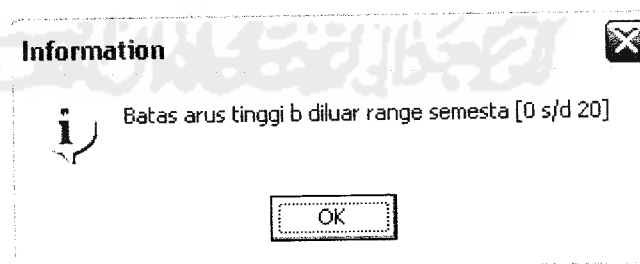 Information
Batas arus tinggi b diluar range semesta [0 s/d 20]
OK